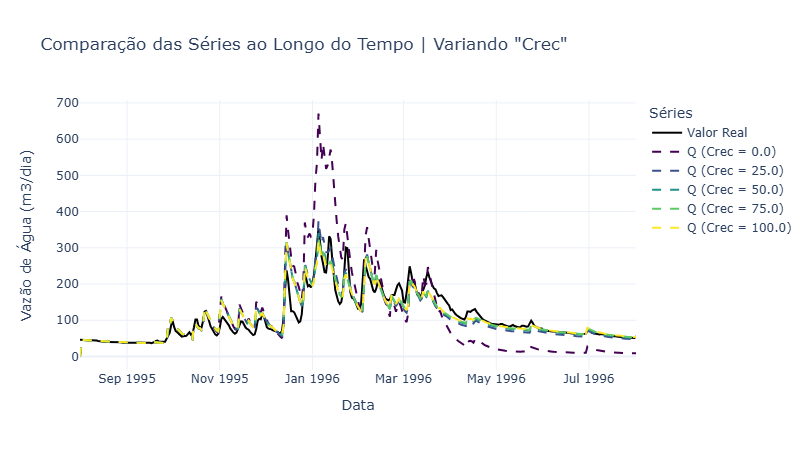 Comparação das Séries ao Longo do Tempo | Variando "Crec"
Séries
Valor Real
Q (Crec = 0.0)
Q (Crec = 25.0)
Q (Crec = 50.0)
Q (Crec = 75.0)
Q (Crec = 100.0)
Vazão de Água (m3/dia)
700
600
500
400
300
200
100
0
Sep 1995 Nov 1995 Jan 1996 Mar 1996 May 1996 Jul 1996
Data